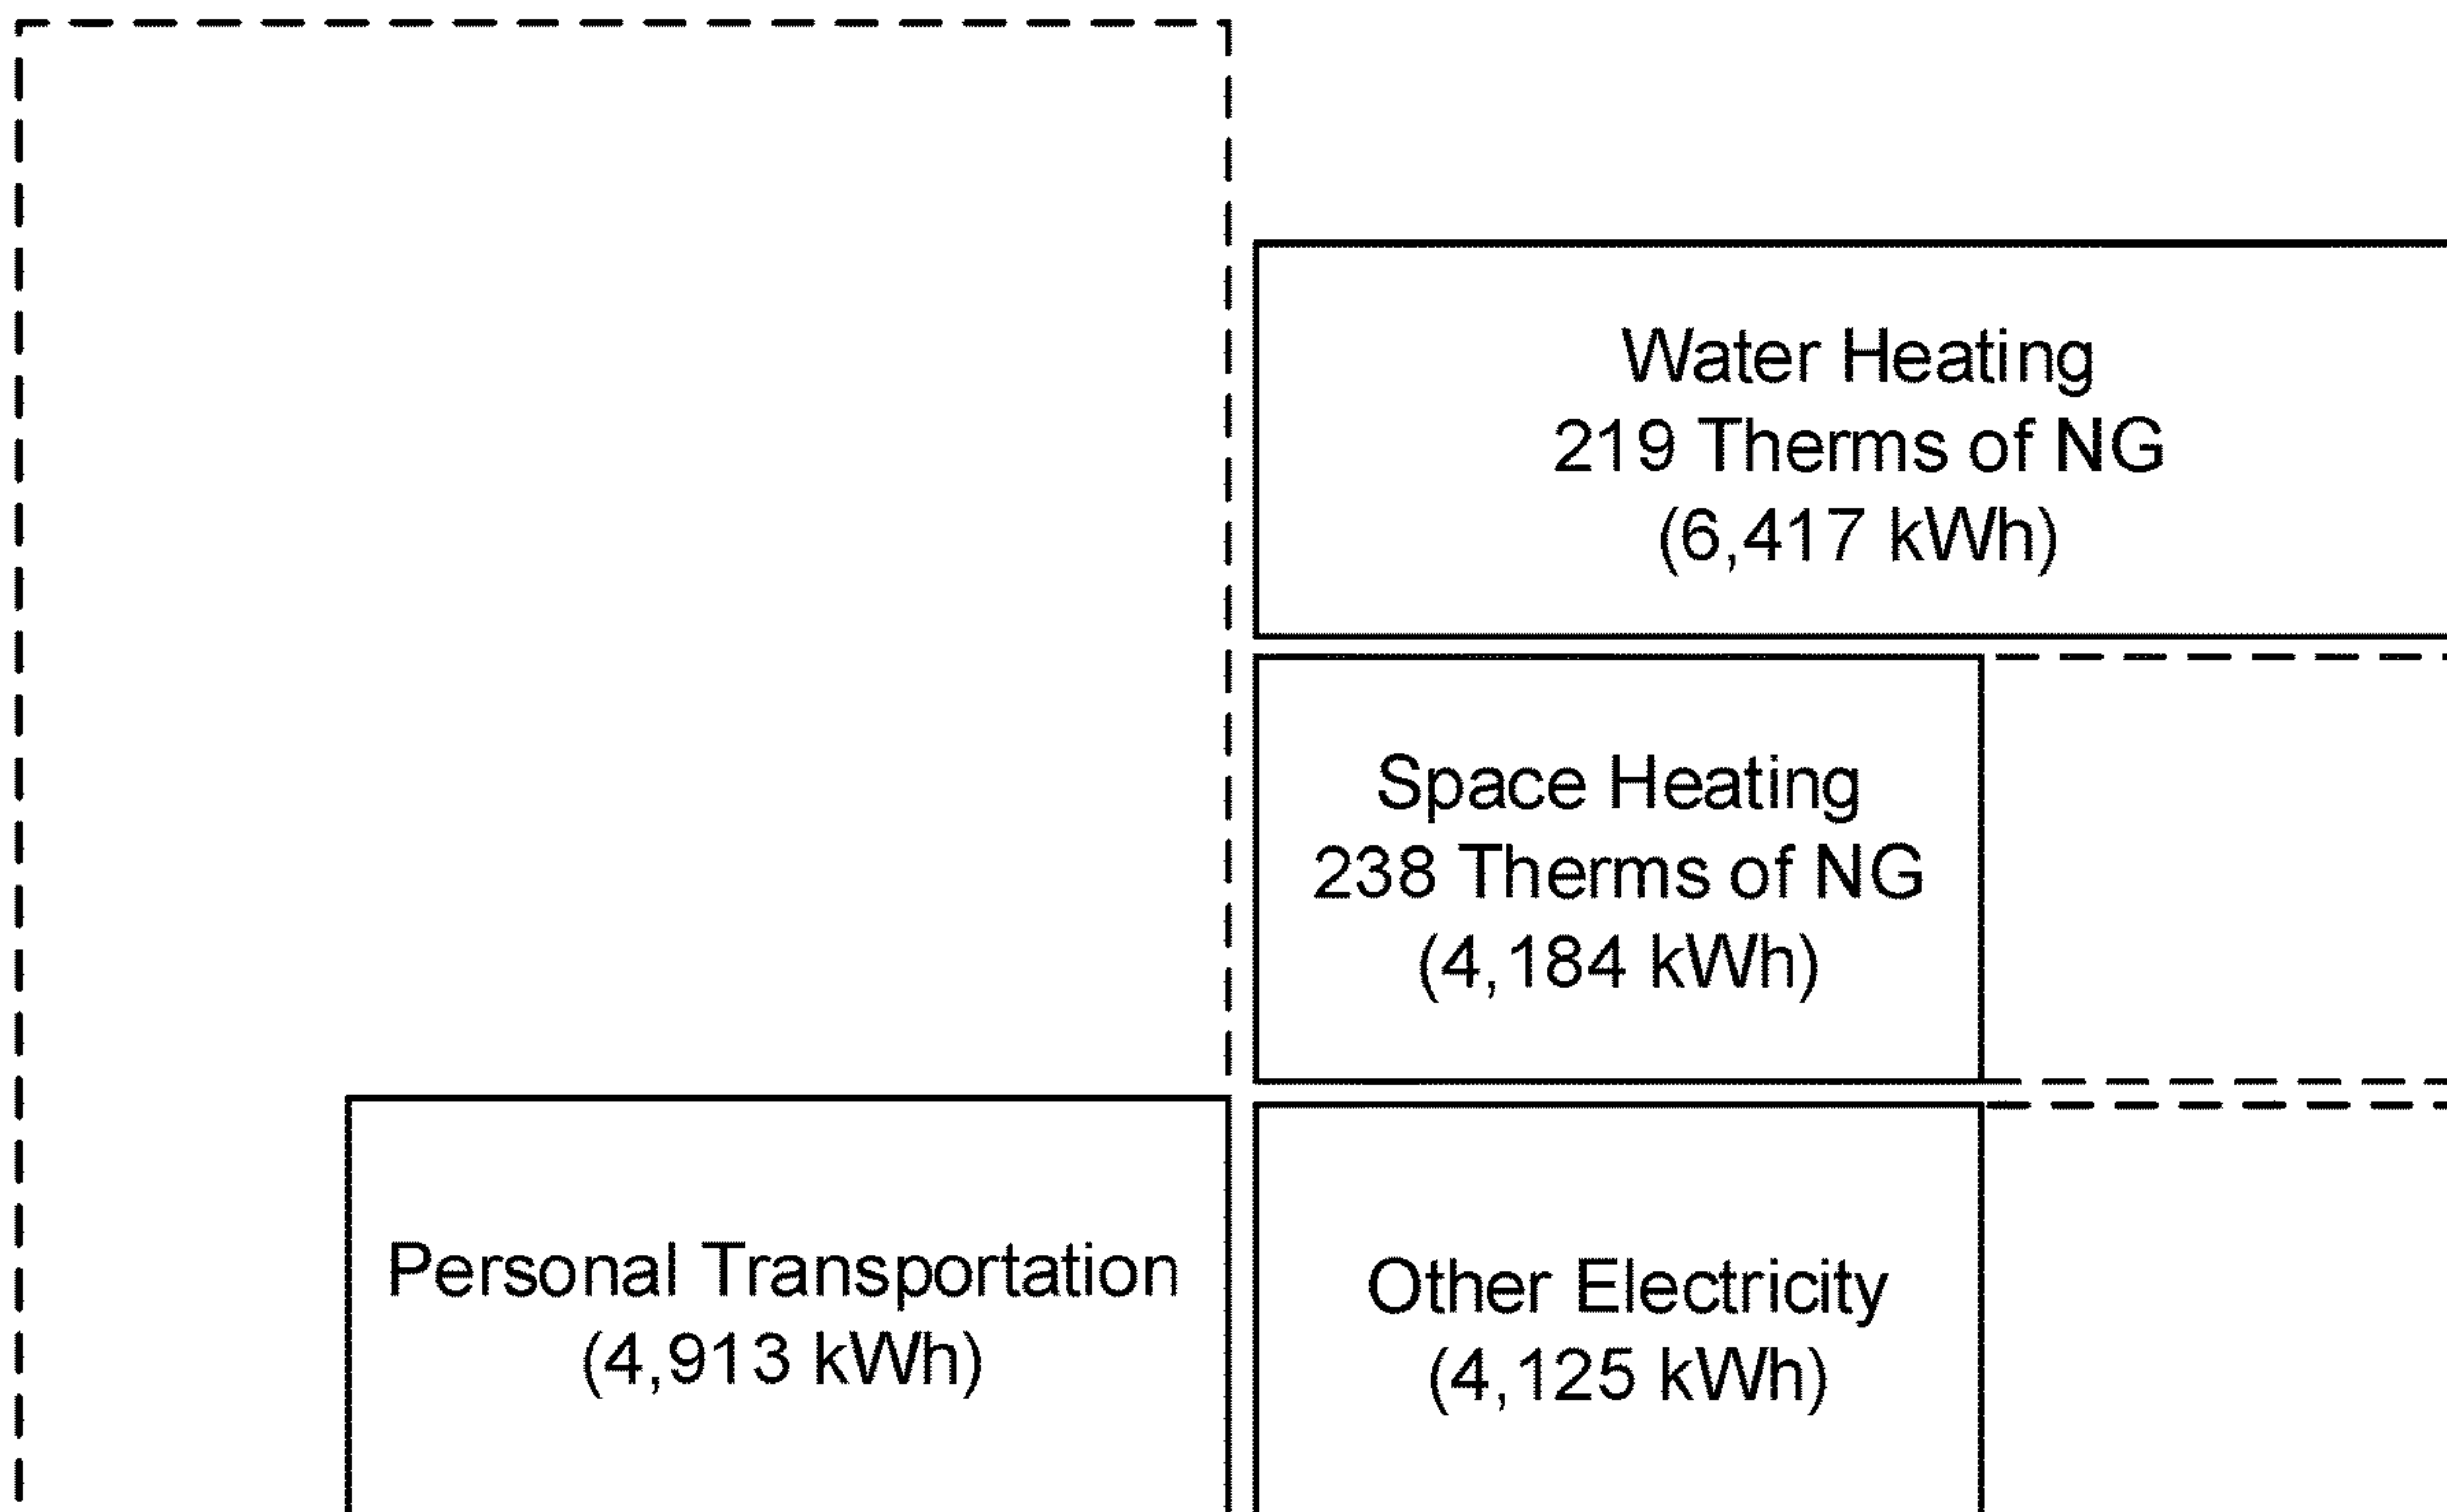 Water Heating
219 Therms of NG
(6,417 kWh)
Space Heating
238 Therms of NG
(4,184 kWh)
Personal Transportation
(4,913 kWh)
Other Electricity
(4,125 kWh)